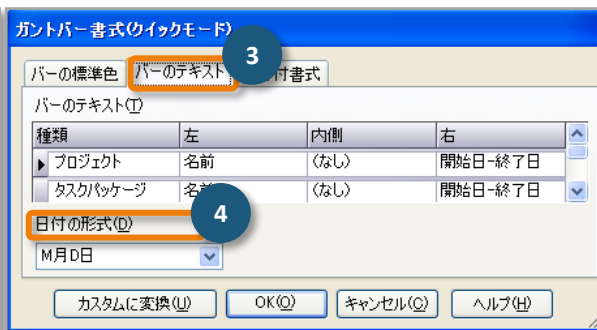 ガントバー書式(クイックモード)
3
バーの標準色 バーのテキスト 付書式
バーのテキスト(T)
種類 左 内側 右
プロジェクト 名前 (なし) 開始日-終了日
タスクパッケージ 名前 (なし) 開始日-終了日
4
日付の形式(D)
M月D日
カスタムに変換(U) OK(O) キャンセル(C) ヘルプ(H)